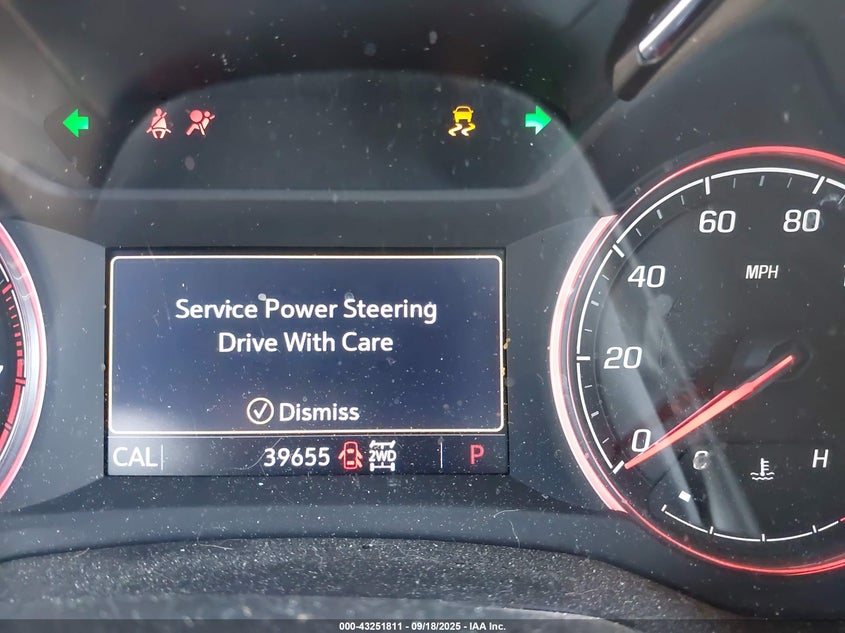 60 80
40
MPH
20
0
C H
Service Power Steering
Drive With Care
Dismiss
CAL 39655 2WD P
000-43251811 - 09/18/2025 - IAA Inc.